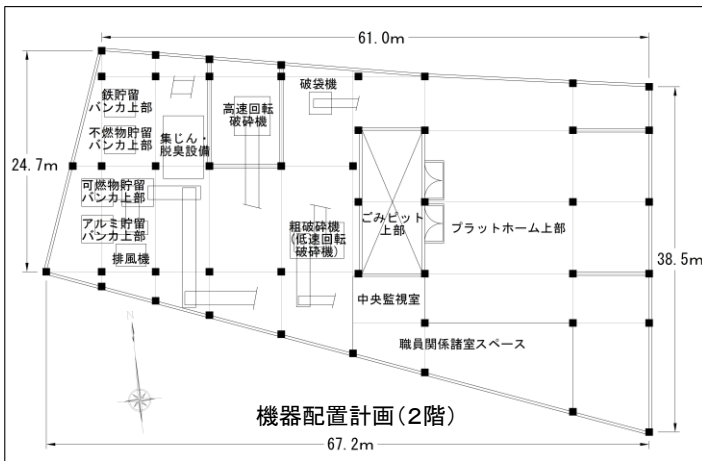 61.0m
24.7m
鉄貯留
バンカ上部
不燃物貯留
バンカ上部
集じん・
脱臭設備
高速回転
破砕機
破袋機
可燃物貯留
バンカ上部
アルミ貯留
バンカ上部
排風機
粗破砕機
(低速回転
破砕機)
ごみピット
上部
プラットホーム上部
38.5m
中央監視室
職員関係諸室スペース
N
機器配置計画(2階)
67.2m